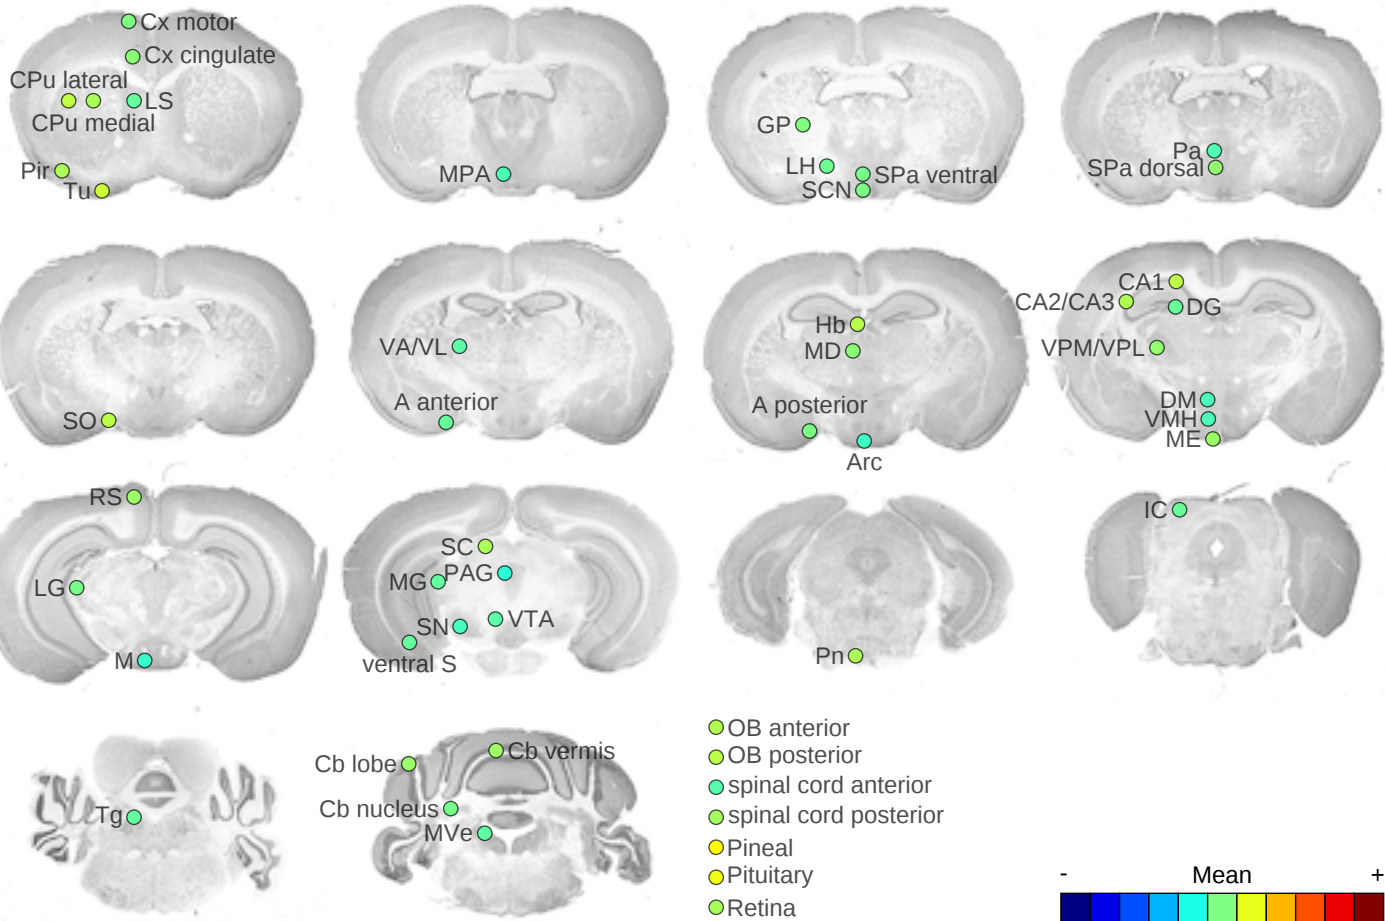 Cx motor
Cx cingulate
CPu lateral
LS
CPu medial
Pir
Tu
MPA
GP
LH
SPa ventral
SCN
Pa
SPa dorsal
SO
VA/VL
A anterior
Hb
MD
A posterior
Arc
CA1
CA2/CA3
DG
VPM/VPL
DM
VMH
ME
RS
LG
M
SC
PAG
MG
SN
VTA
ventral S
Pn
IC
Tg
Cb vermis
Cb lobe
Cb nucleus
MVe
OB anterior
OB posterior
spinal cord anterior
spinal cord posterior
Pineal
Pituitary
Retina
- Mean +